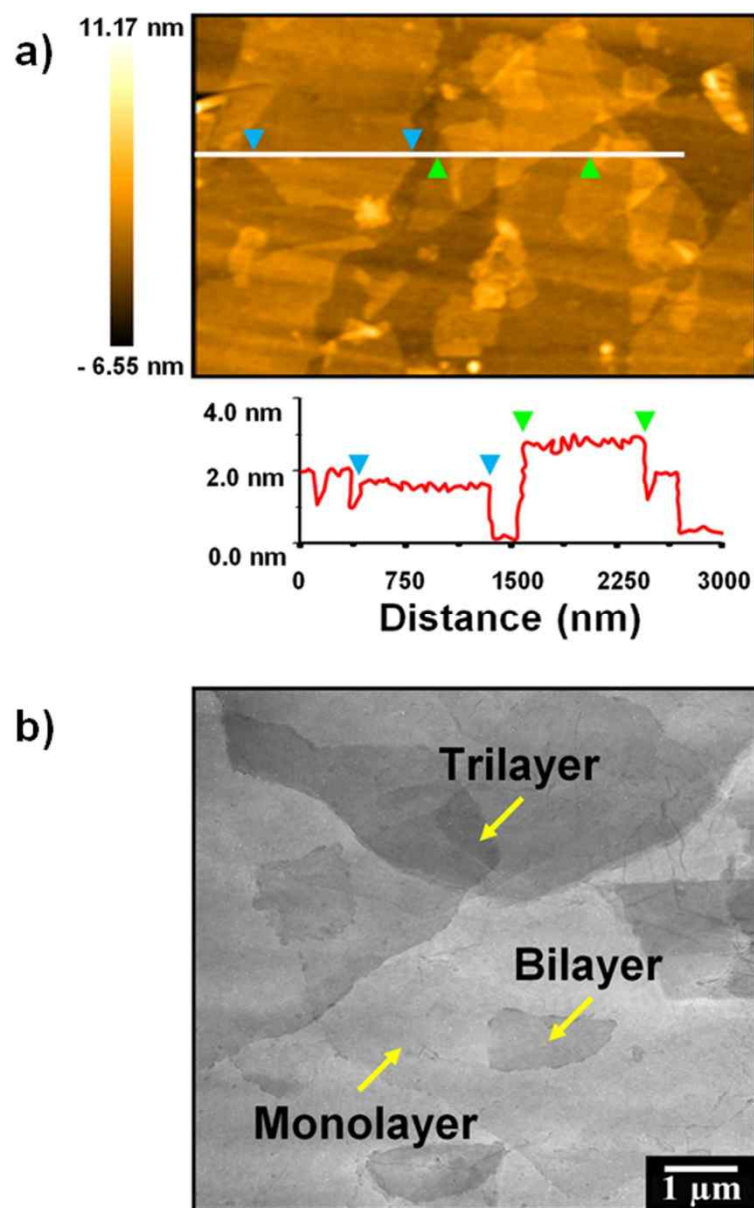 a)
11.17 nm
- 6.55 nm
4.0 nm
2.0 nm
0.0 nm
0 750 1500 2250 3000
Distance (nm)
b)
Trilayer
Bilayer
Monolayer
1 μm